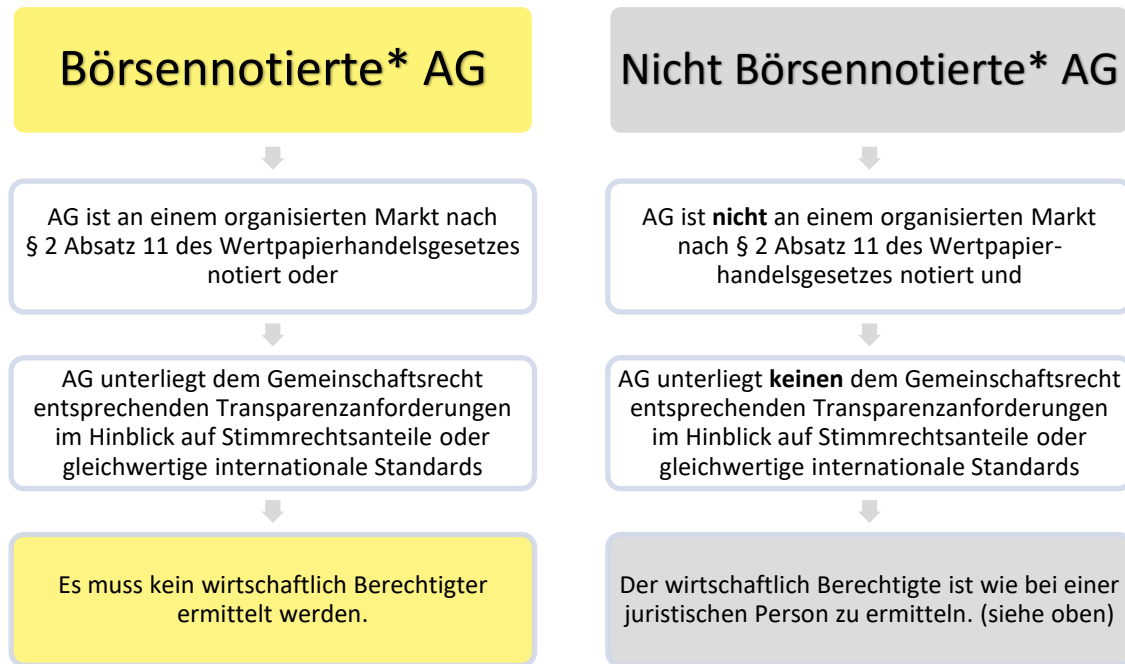 Börsennotierte* AG
AG ist an einem organisierten Markt nach
§ 2 Absatz 11 des Wertpapierhandelsgesetzes
notiert oder
AG unterliegt dem Gemeinschaftsrecht
entsprechenden Transparenzanforderungen
im Hinblick auf Stimmrechtsanteile oder
gleichwertige internationale Standards
Es muss kein wirtschaftlich Berechtigter
ermittelt werden.
Nicht Börsennotierte* AG
AG ist nicht an einem organisierten Markt
nach § 2 Absatz 11 des Wertpapier-
handelsgesetzes notiert und
AG unterliegt keinen dem Gemeinschaftsrecht
entsprechenden Transparenzanforderungen
im Hinblick auf Stimmrechtsanteile oder
gleichwertige internationale Standards
Der wirtschaftlich Berechtigte ist wie bei einer
juristischen Person zu ermitteln. (siehe oben)